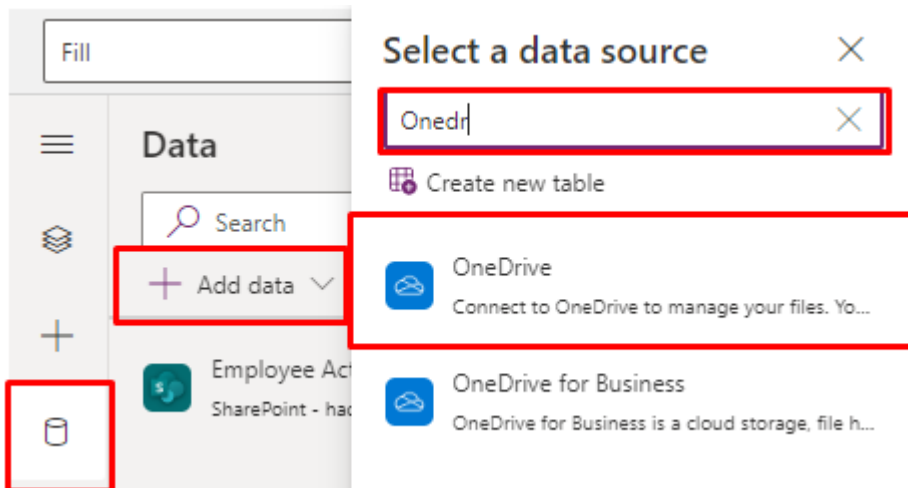 Fill
Data
Search
Add data
Employee Act
SharePoint - had
Select a data source
Onedr
Create new table
OneDrive
Connect to OneDrive to manage your files. Yo...
OneDrive for Business
OneDrive for Business is a cloud storage, file h...